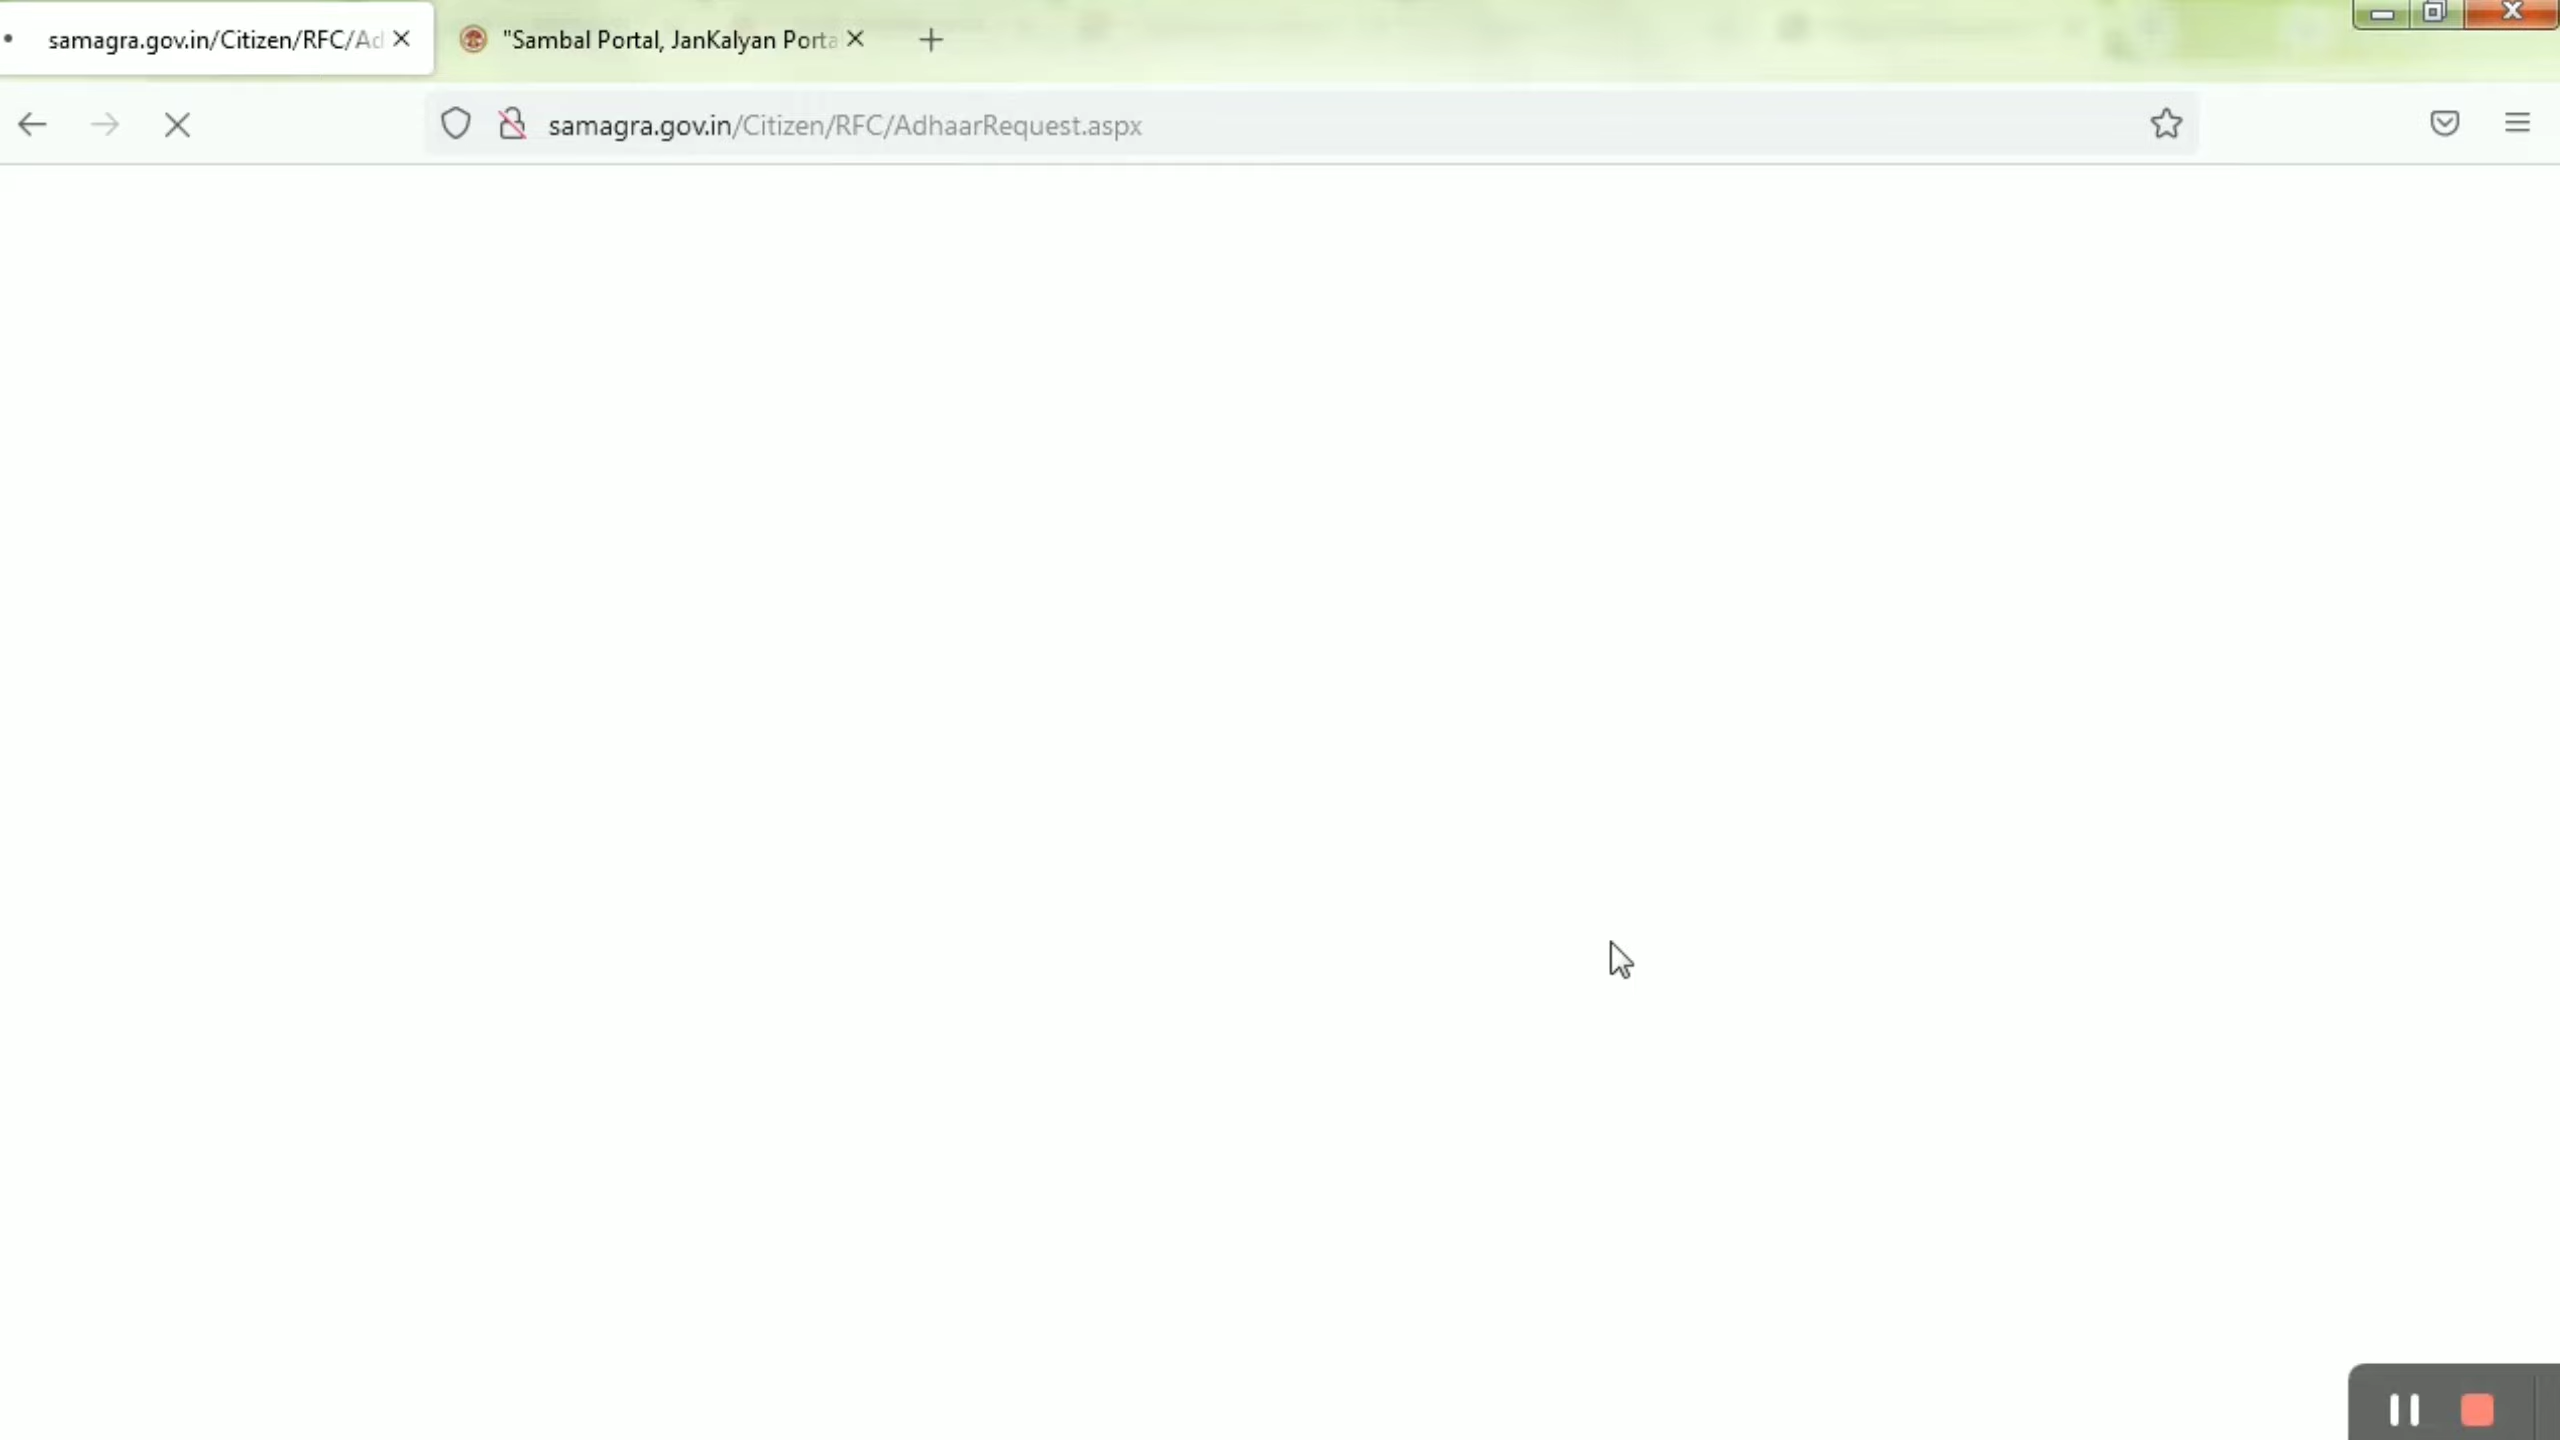 samagra.gov.in/Citizen/RFC/Ad
"Sambal Portal, JanKalyan Porta
samagra.gov.in/Citizen/RFC/AdhaarRequest.aspx